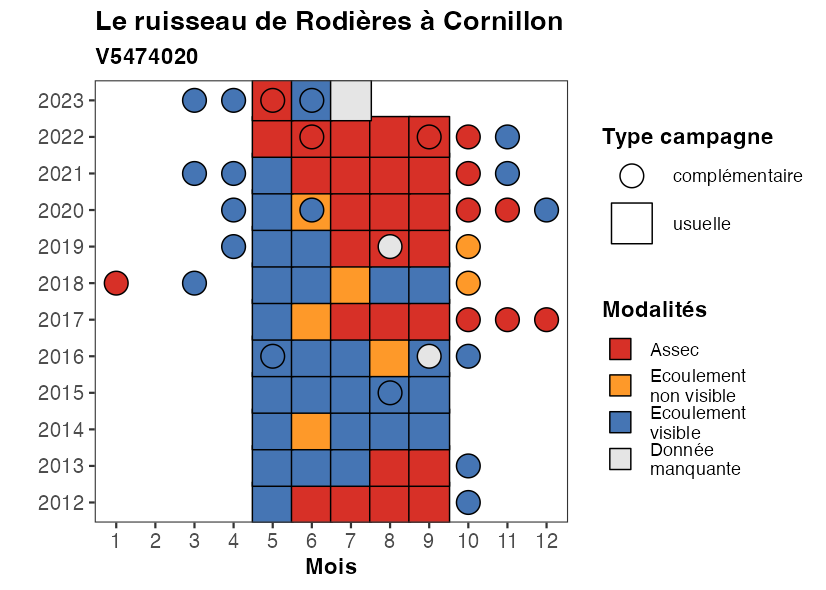 Le ruisseau de Rodières à Cornillon
V5474020
2023
2022
2021
2020
2019
2018
2017
2016
2015
2014
2013
2012
1 2 3 4 5 6 7 8 9 10 11 12
Mois
Type campagne
complémentaire
usuelle
Modalités
Assec
Ecoulement
non visible
Ecoulement
visible
Donnée
manquante